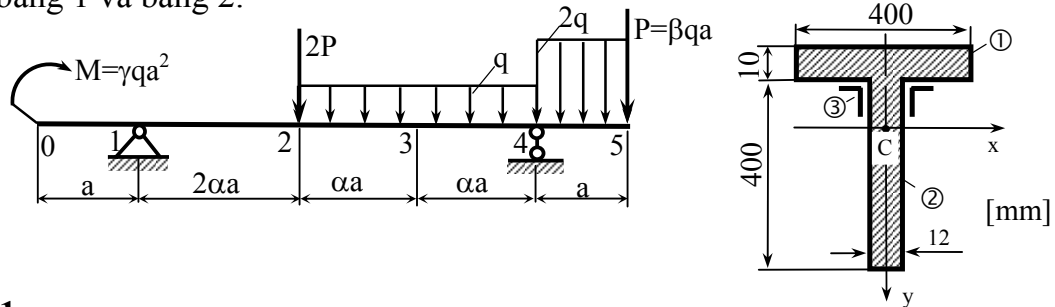 bảng 1 và bảng 2.
M=γqa²
2P
q
2q
P=βqa
0 1 2 3 4 5
a 2αa αa αa a
400
10
400
12
①
②
③
C
x
y
[mm]